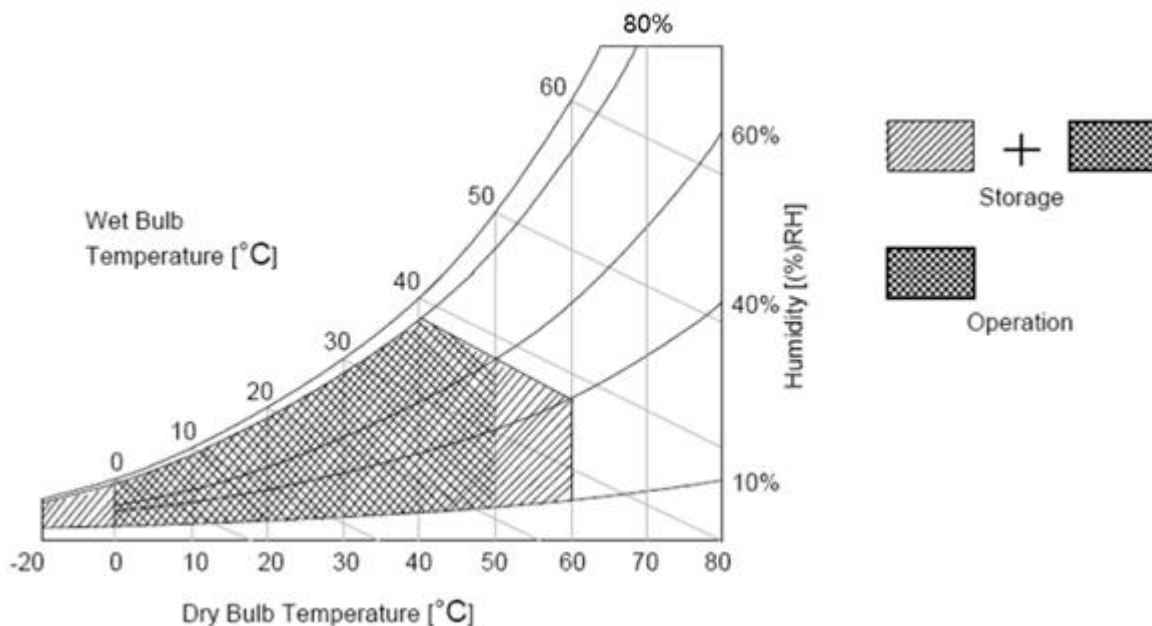 80%
60
60%
50
Wet Bulb
Temperature [°C]
40
40%
30
20
10
0
10%
Humidity [(%)RH]
-20 0 10 20 30 40 50 60 70 80
Dry Bulb Temperature [°C]
+
Storage
Operation